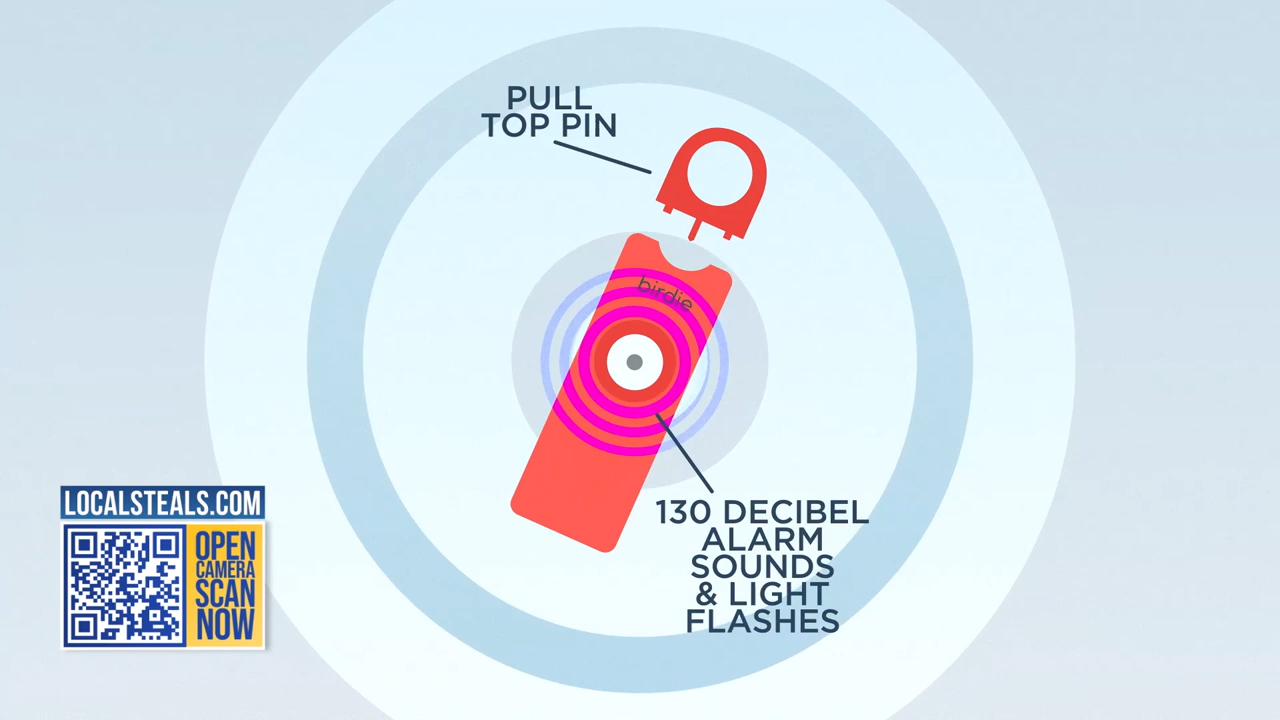 PULL
TOP PIN
birdie
130 DECIBEL
ALARM
SOUNDS
& LIGHT
FLASHES
LOCALSTEALS.COM
OPEN
CAMERA
SCAN
NOW